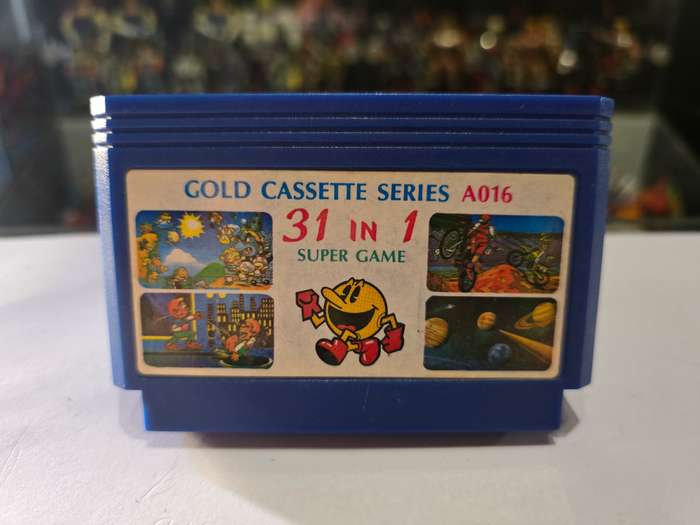 GOLD CASSETTE SERIES A016
31 IN 1
SUPER GAME